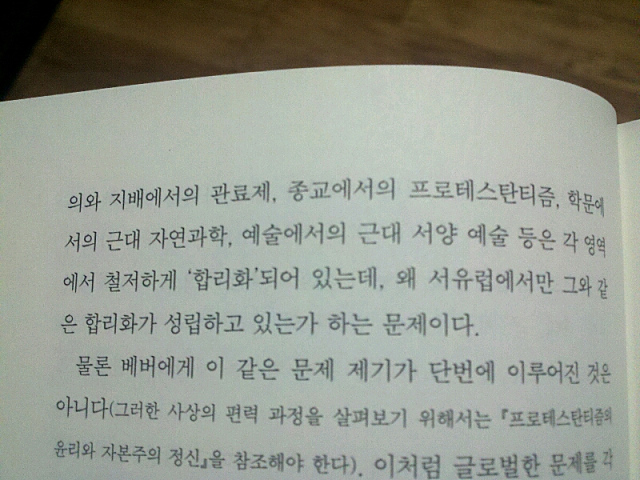 의와 지배에서의 관료제, 종교에서의 프로테스탄티즘, 학문에
서의 근대 자연과학, 예술에서의 근대 서양 예술 등은 각 영역
에서 철저하게 '합리화'되어 있는데, 왜 서유럽에서만 그와 같
은 합리화가 성립하고 있는가 하는 문제이다.
물론 베버에게 이 같은 문제 제기가 단번에 이루어진 것은
아니다(그러한 사상의 편력 과정을 살펴보기 위해서는 『프로테스탄티즘의
윤리와 자본주의 정신』을 참조해야 한다). 이처럼 글로벌한 문제를 각